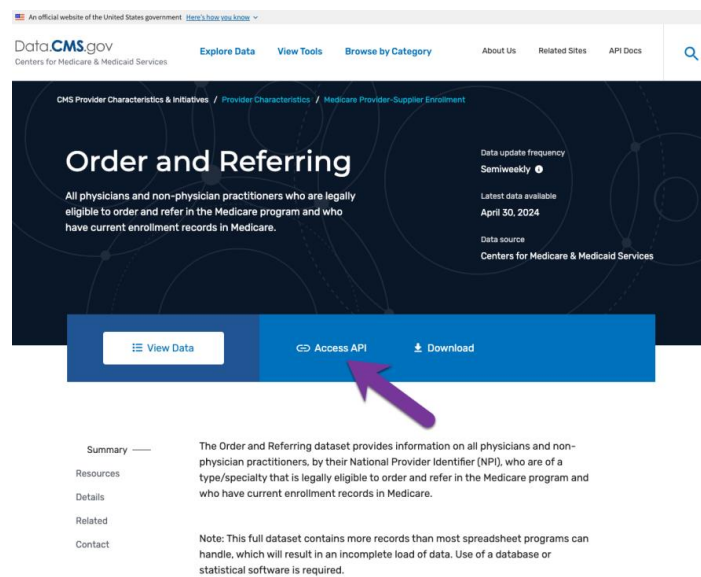 An official website of the United States government Here's how you know
Data.CMS.gov
Centers for Medicare & Medicaid Services
Explore Data View Tools Browse by Category About Us Related Sites API Docs
CMS Provider Characteristics & Initiatives / Provider Characteristics / Medicare Provider-Supplier Enrollment
Order and Referring
All physicians and non-physician practitioners who are legally
eligible to order and refer in the Medicare program and who
have current enrollment records in Medicare.
Data update frequency
Semiweekly
Latest data available
April 30, 2024
Data source
Centers for Medicare & Medicaid Services
View Data Access API Download
Summary
Resources
Details
Related
Contact
The Order and Referring dataset provides information on all physicians and non-
physician practitioners, by their National Provider Identifier (NPI), who are of a
type/specialty that is legally eligible to order and refer in the Medicare program and
who have current enrollment records in Medicare.
Note: This full dataset contains more records than most spreadsheet programs can
handle, which will result in an incomplete load of data. Use of a database or
statistical software is required.